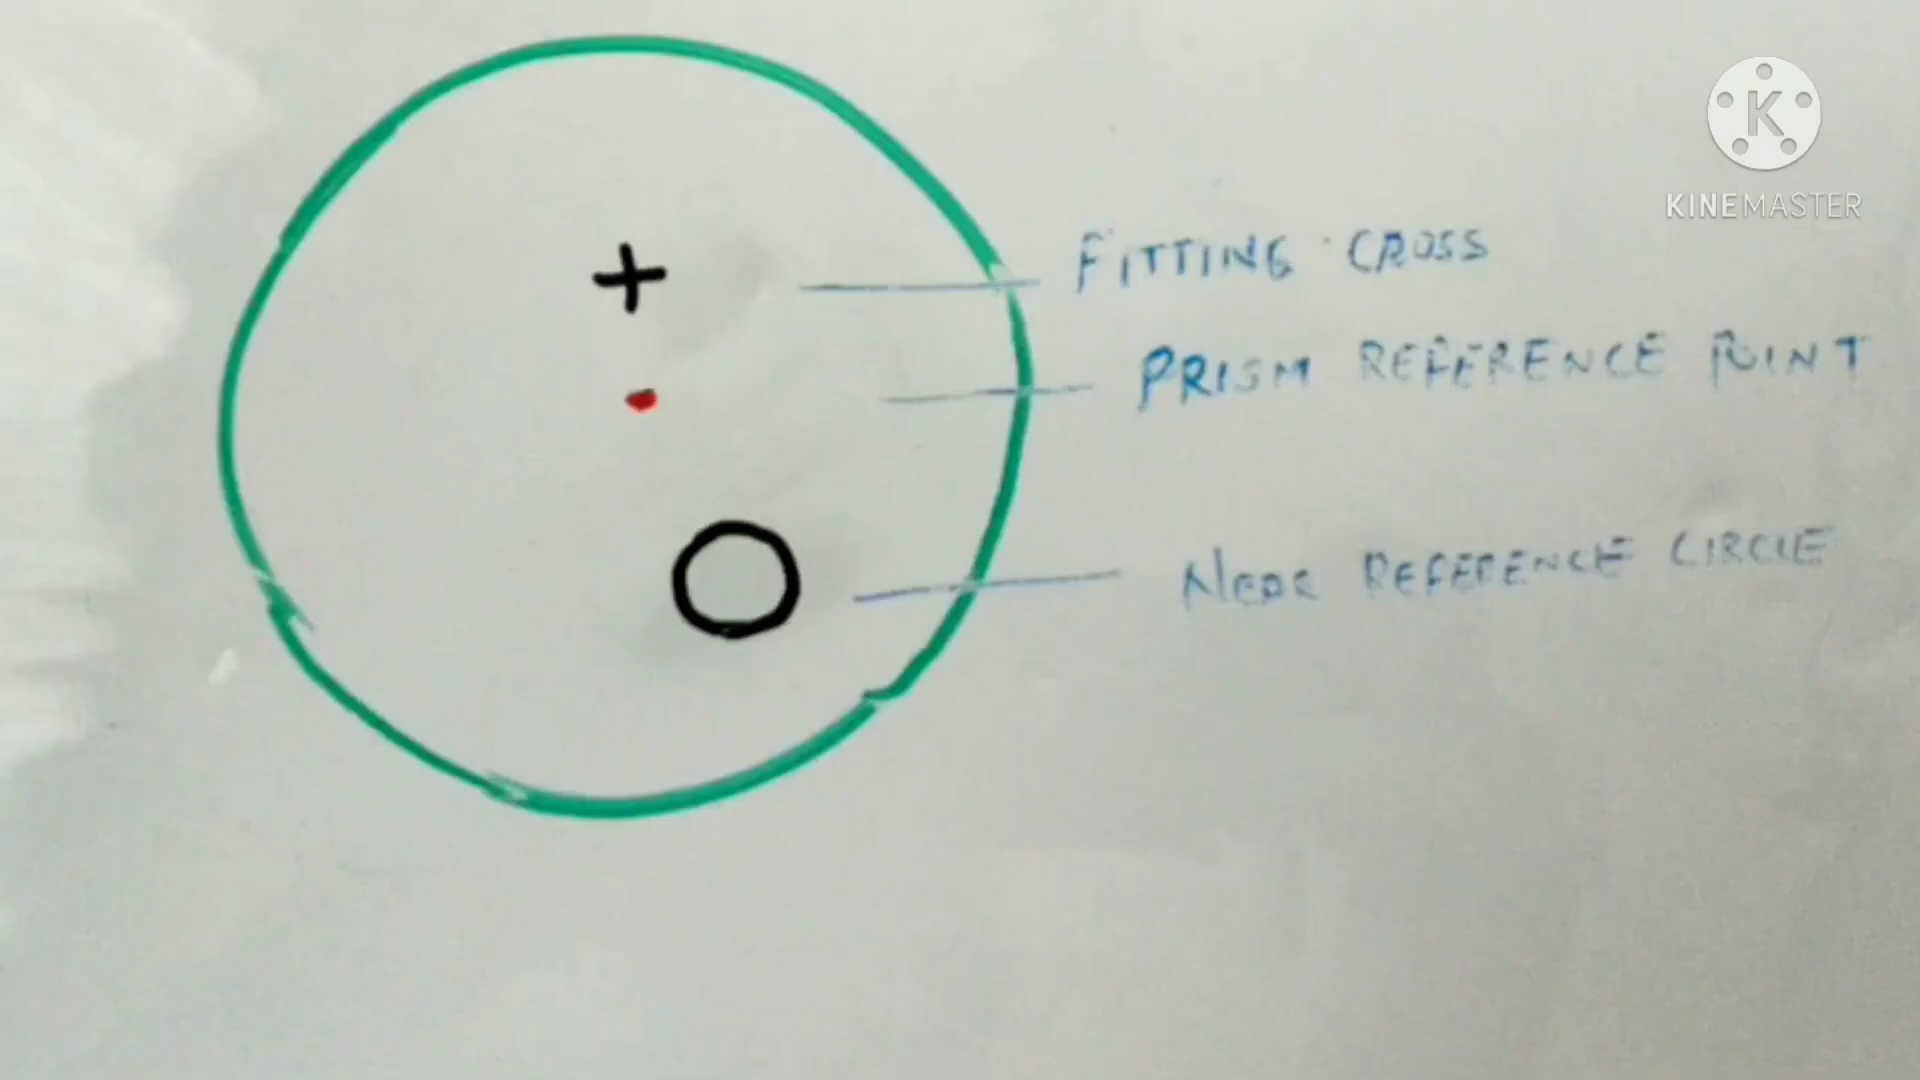 K
KINEMASTER
FITTING CROSS
PRISM REFERENCE POINT
NEAR REFERENCE CIRCLE